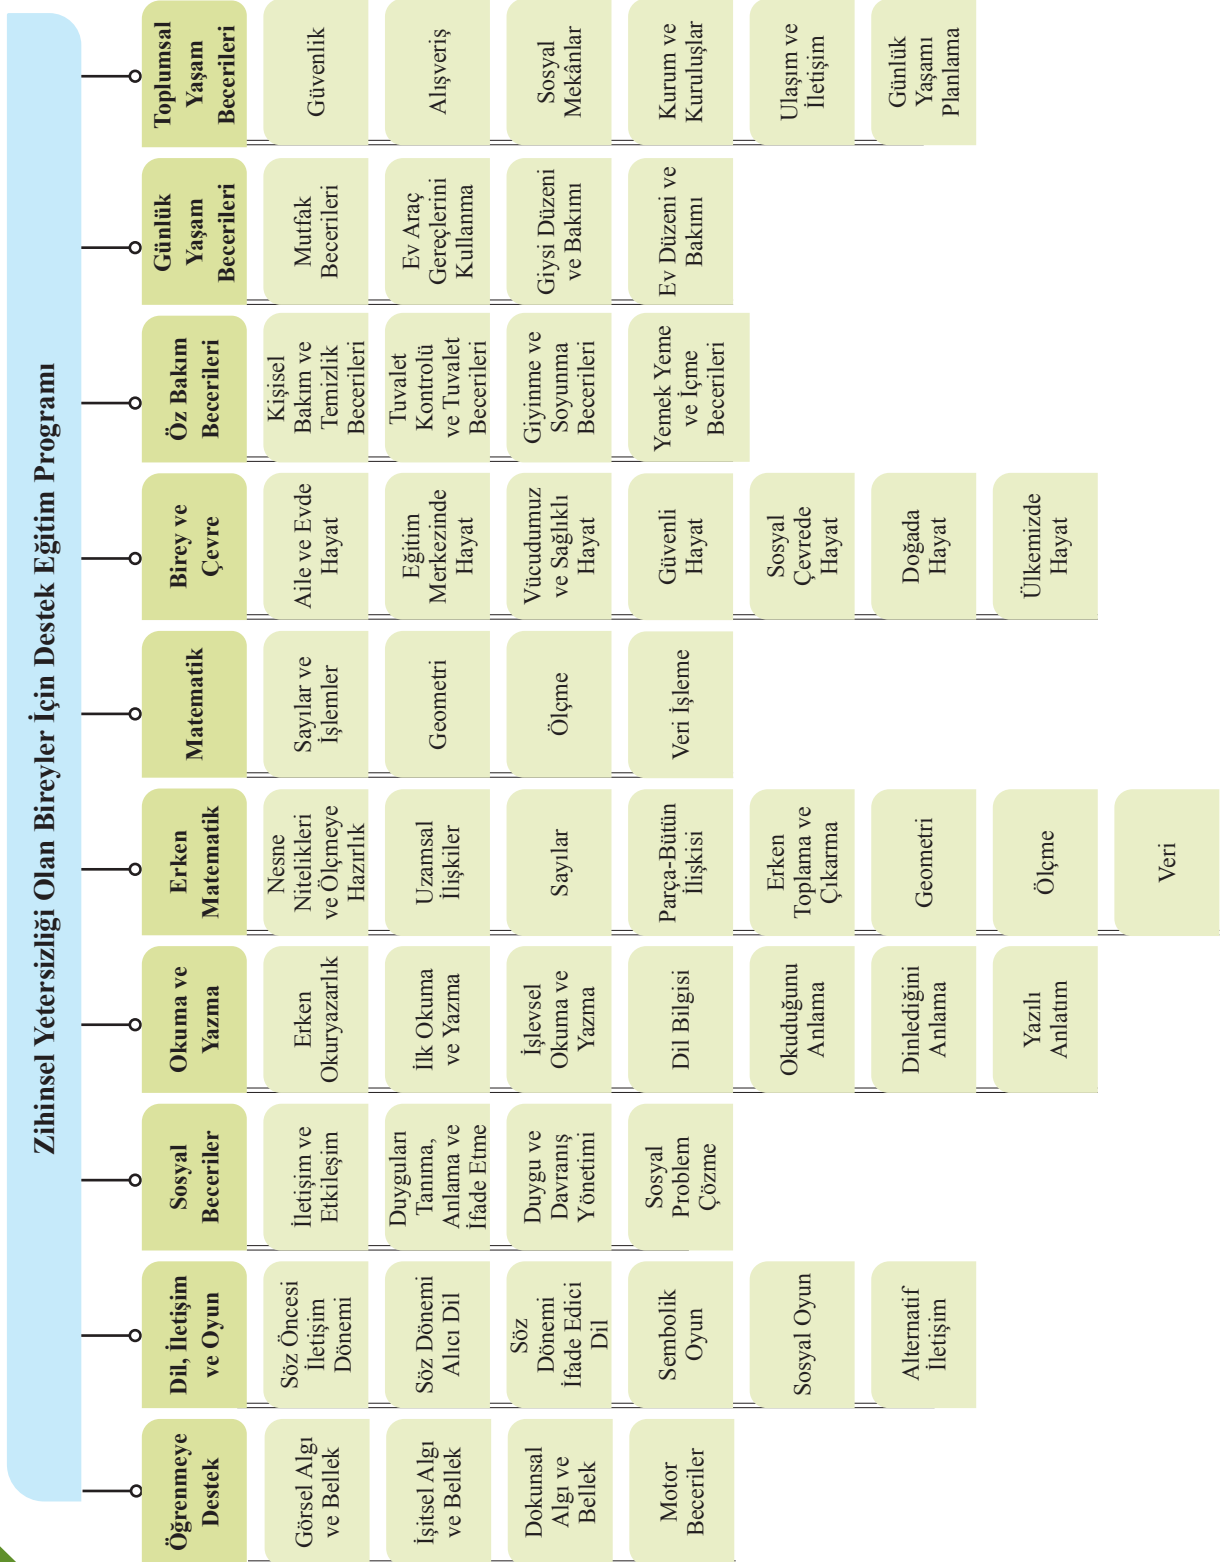 Zihinsel Yetersizliği Olan Bireyler İçin Destek Eğitim Programı
Öğrenmeye
Destek
Görsel Algı
ve Bellek
İşitsel Algı
ve Bellek
Dokunsal
Algı ve
Bellek
Motor
Beceriler
Dil, İletişim
ve Oyun
Söz Öncesi
İletişim
Dönemi
Söz Dönemi
Alıcı Dil
Söz
Dönemi
İfade Edici
Dil
Sembolik
Oyun
Sosyal Oyun
Alternatif
İletişim
Sosyal
Beceriler
İletişim ve
Etkileşim
Duyguları
Tanıma,
Anlama ve
İfade Etme
Duygu ve
Davranış
Yönetimi
Sosyal
Problem
Çözme
Okuma ve
Yazma
Erken
Okuryazarlık
İlk Okuma
ve Yazma
İşlevsel
Okuma ve
Yazma
Dil Bilgisi
Okuduğunu
Anlama
Dinlediğini
Anlama
Yazılı
Anlatım
Erken
Matematik
Nesne
Nitelikleri
ve Ölçmeye
Hazırlık
Uzamsal
İlişkiler
Sayılar
Parça-Bütün
İlişkisi
Erken
Toplama ve
Çıkarma
Geometri
Ölçme
Veri
Matematik
Sayılar ve
İşlemler
Geometri
Ölçme
Veri İşleme
Birey ve
Çevre
Aile ve Evde
Hayat
Eğitim
Merkezinde
Hayat
Vücudumuz
ve Sağlıklı
Hayat
Güvenli
Hayat
Sosyal
Çevrede
Hayat
Doğada
Hayat
Ülkemizde
Hayat
Öz Bakım
Becerileri
Kişisel
Bakım ve
Temizlik
Becerileri
Tuvalet
Kontrolü
ve Tuvalet
Becerileri
Giyinme ve
Soyunma
Becerileri
Yemek Yeme
ve İçme
Becerileri
Günlük
Yaşam
Becerileri
Mutfak
Becerileri
Ev Araç
Gereçlerini
Kullanma
Giysi Düzeni
ve Bakımı
Ev Düzeni ve
Bakımı
Toplumsal
Yaşam
Becerileri
Güvenlik
Alışveriş
Sosyal
Mekânlar
Kurum ve
Kuruluşlar
Ulaşım ve
İletişim
Günlük
Yaşamı
Planlama